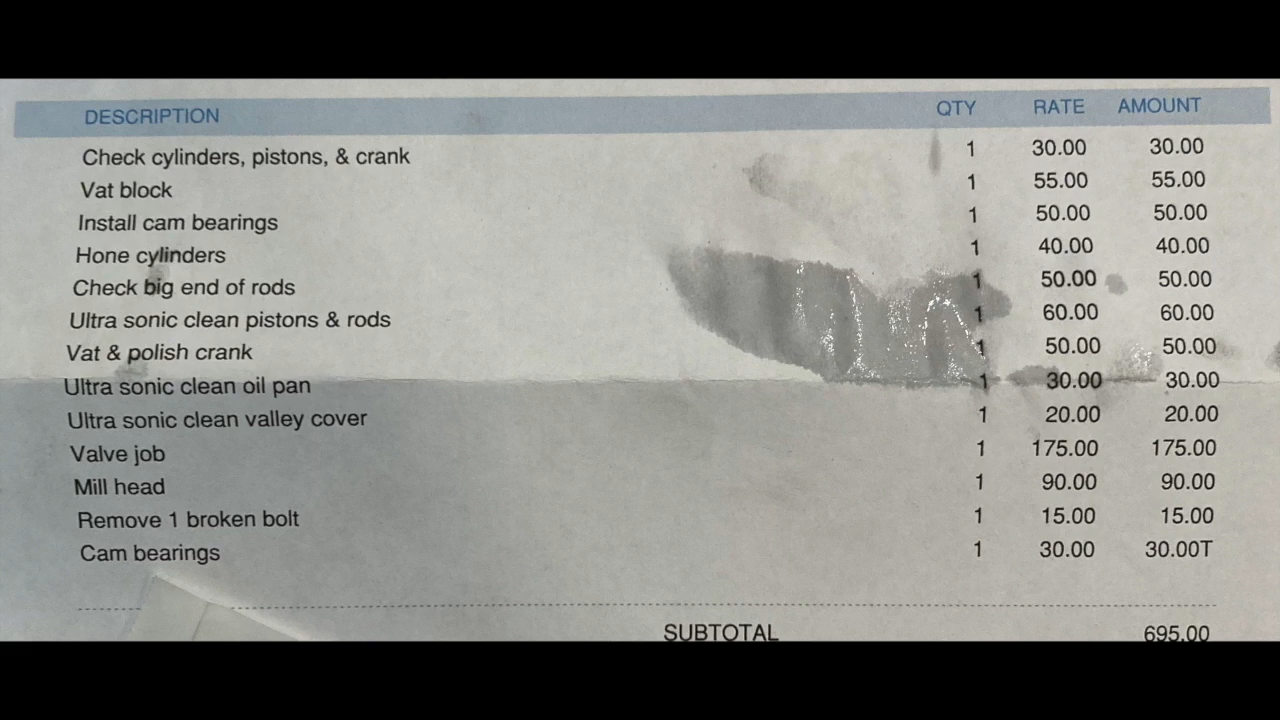 DESCRIPTION QTY RATE AMOUNT
Check cylinders, pistons, & crank 1 30.00 30.00
Vat block 1 55.00 55.00
Install cam bearings 1 50.00 50.00
Hone cylinders 1 40.00 40.00
Check big end of rods 1 50.00 50.00
Ultra sonic clean pistons & rods 1 60.00 60.00
Vat & polish crank 1 50.00 50.00
Ultra sonic clean oil pan 1 30.00 30.00
Ultra sonic clean valley cover 1 20.00 20.00
Valve job 1 175.00 175.00
Mill head 1 90.00 90.00
Remove 1 broken bolt 1 15.00 15.00
Cam bearings 1 30.00 30.00T
SUBTOTAL 695.00